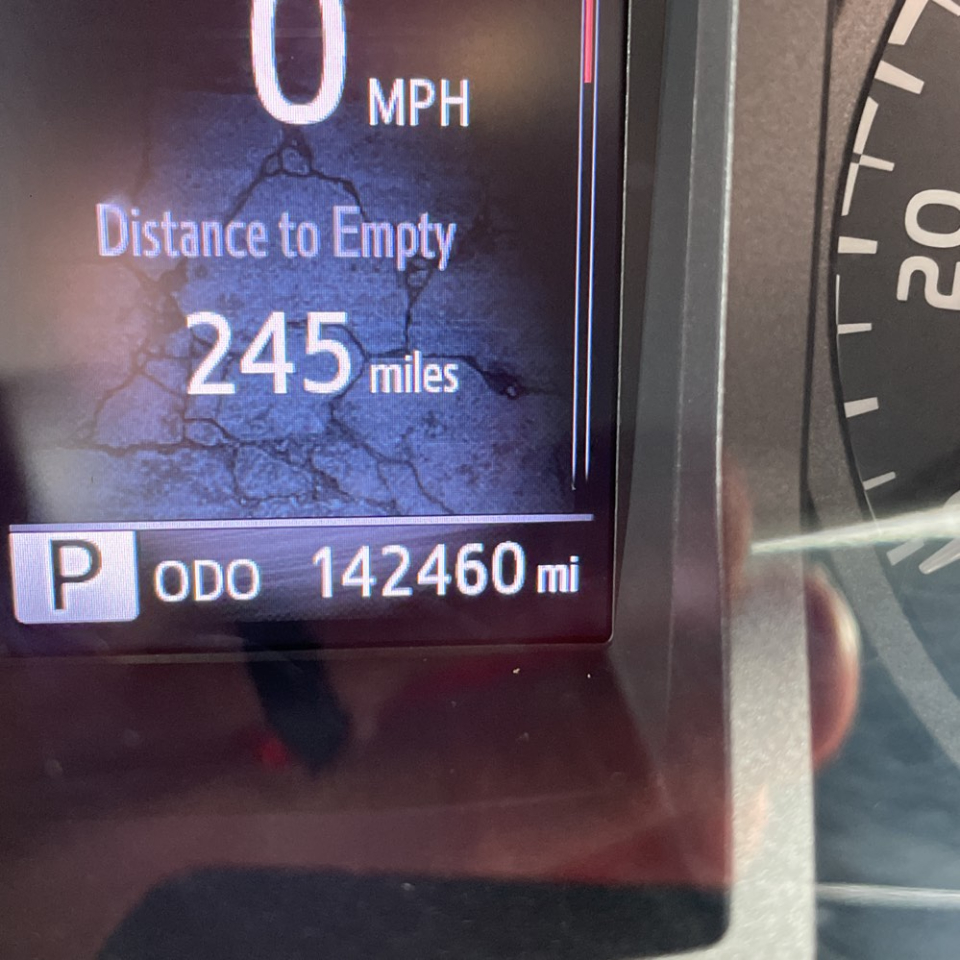 0 MPH
Distance to Empty
245 miles
P ODO 142460 mi
20